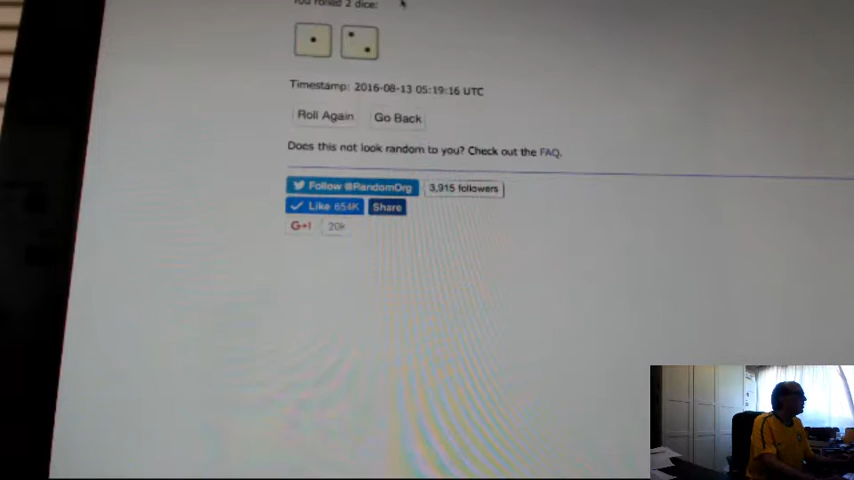 You rolled 2 dice:
Timestamp: 2016-08-13 05:19:16 UTC
Roll Again Go Back
Does this not look random to you? Check out the FAQ.
Follow @RandomOrg 3,915 followers
Like 654K Share
G+1 20k